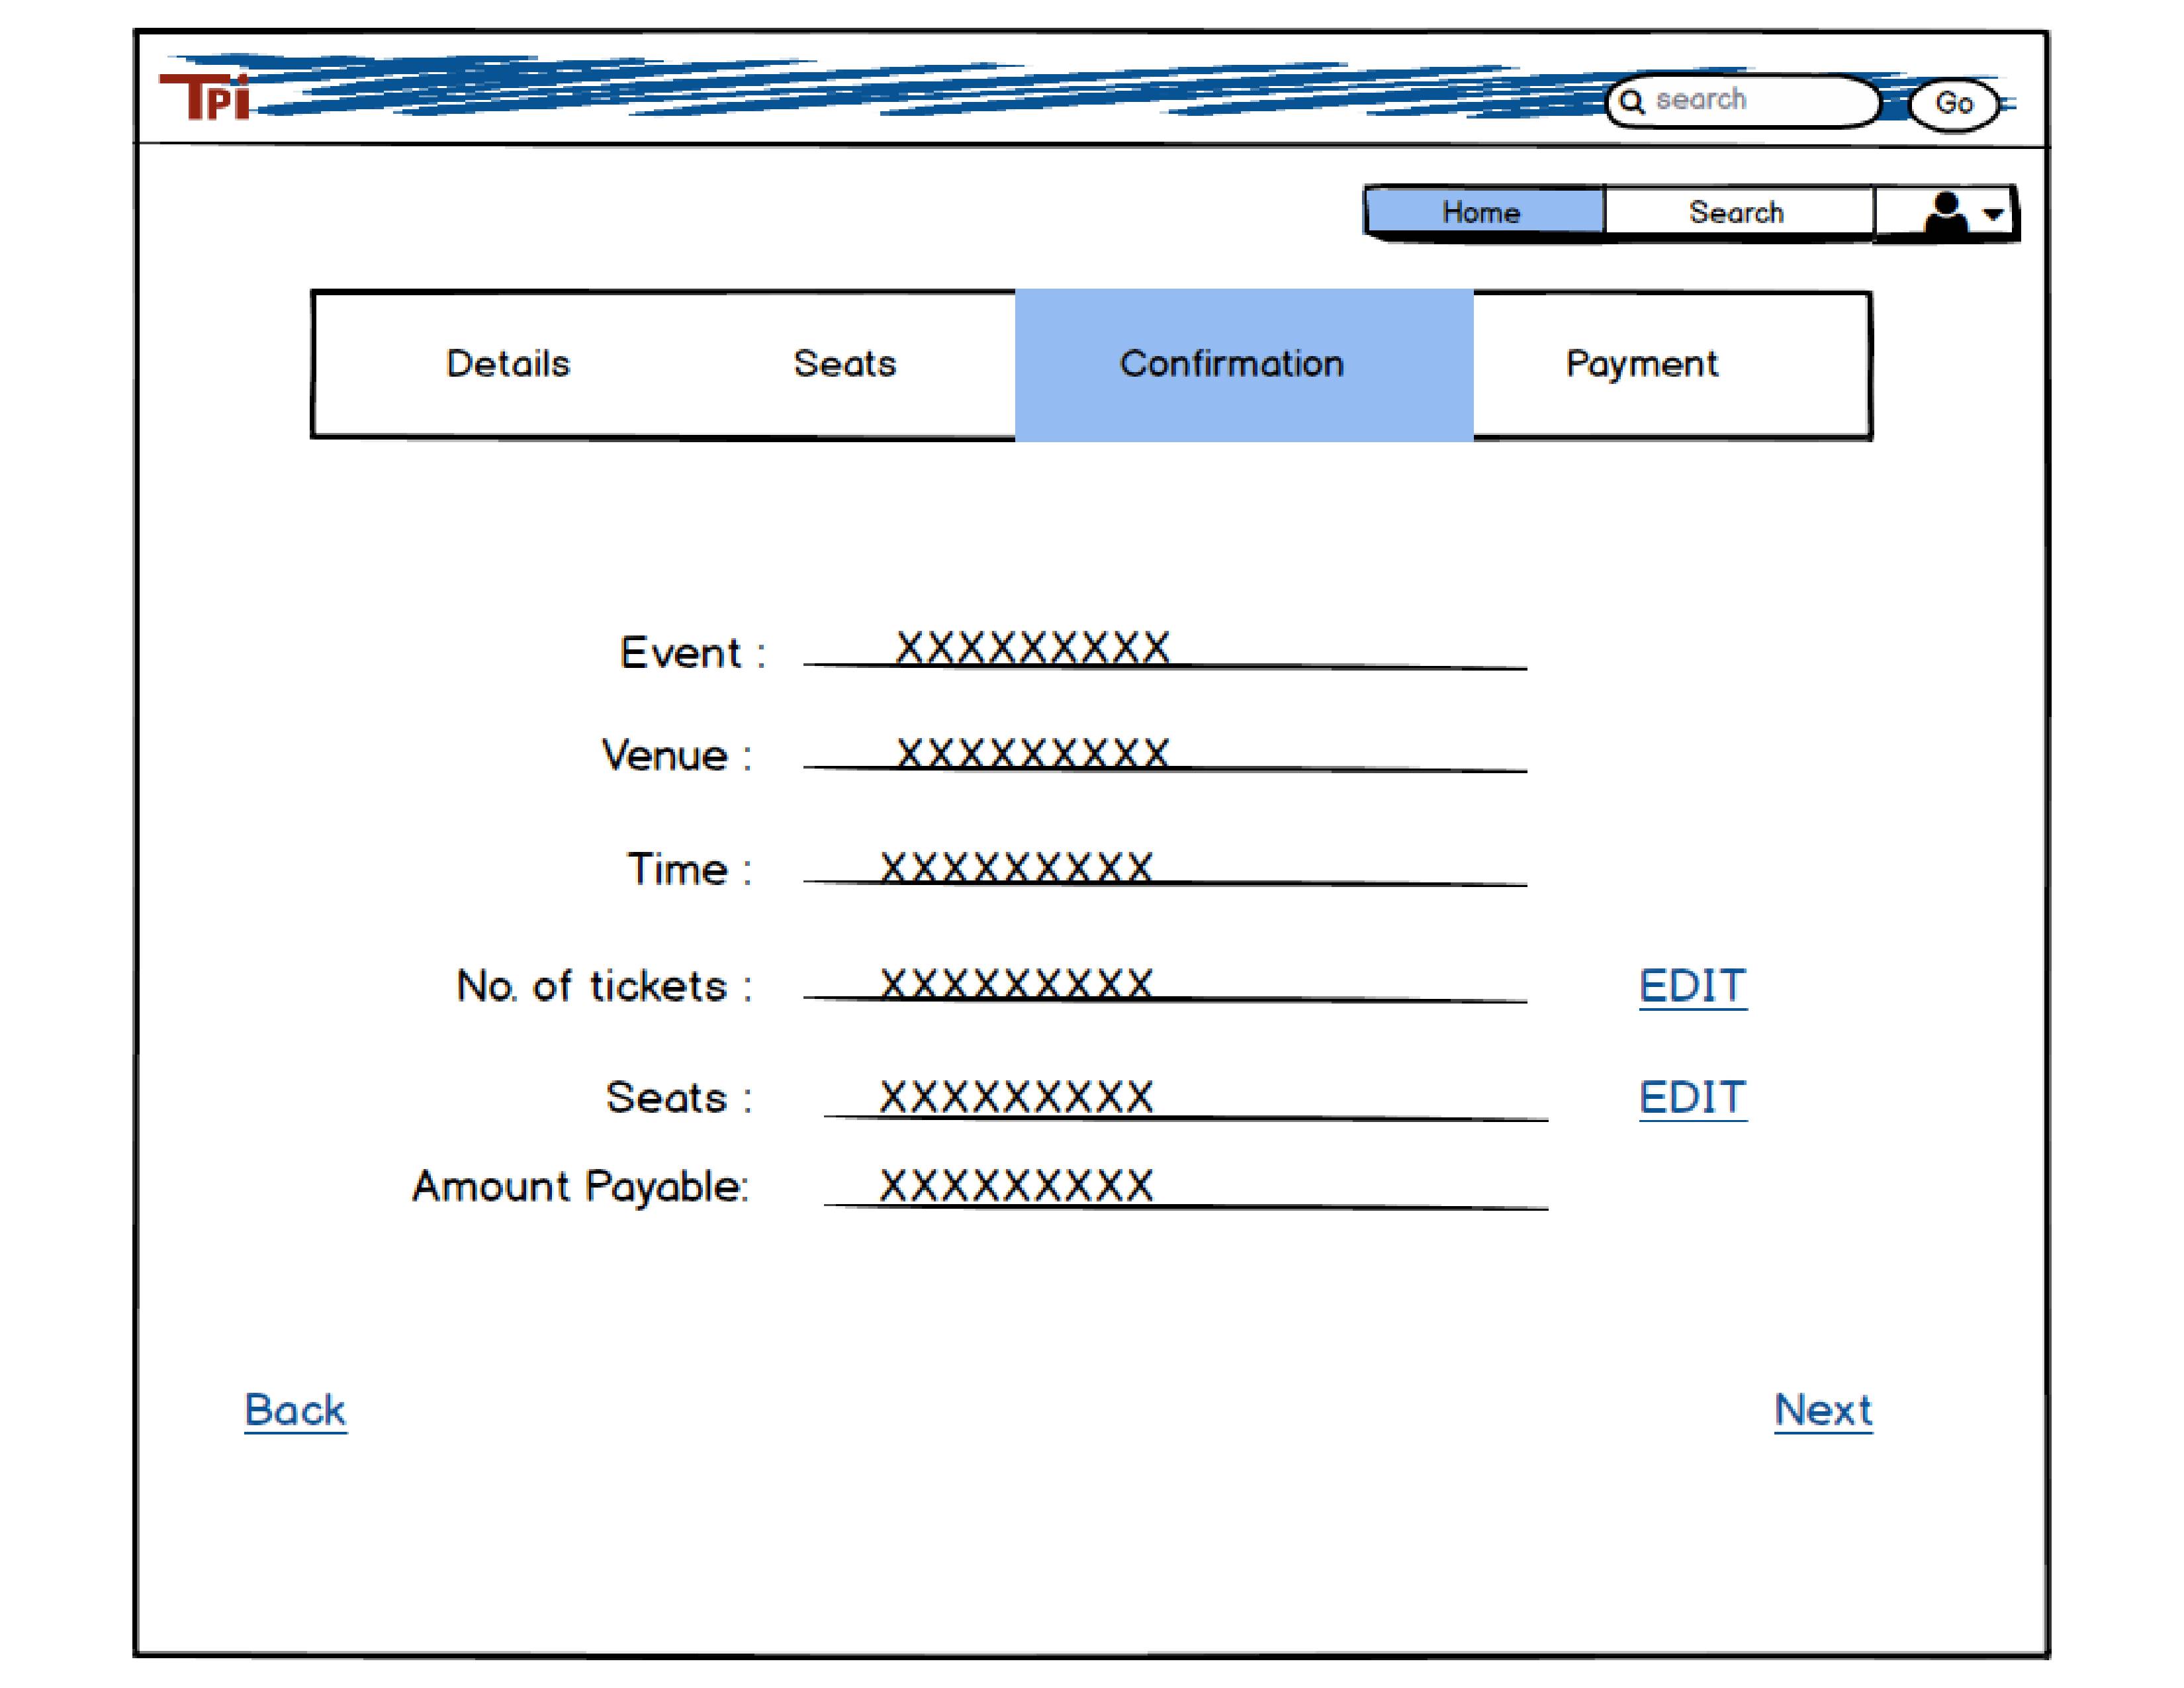 TPi
search Go
Home Search
Details Seats Confirmation Payment
Event : XXXXXXXXX
Venue : XXXXXXXXX
Time : XXXXXXXXX
No. of tickets : XXXXXXXXX EDIT
Seats : XXXXXXXXX EDIT
Amount Payable: XXXXXXXXX
Back Next